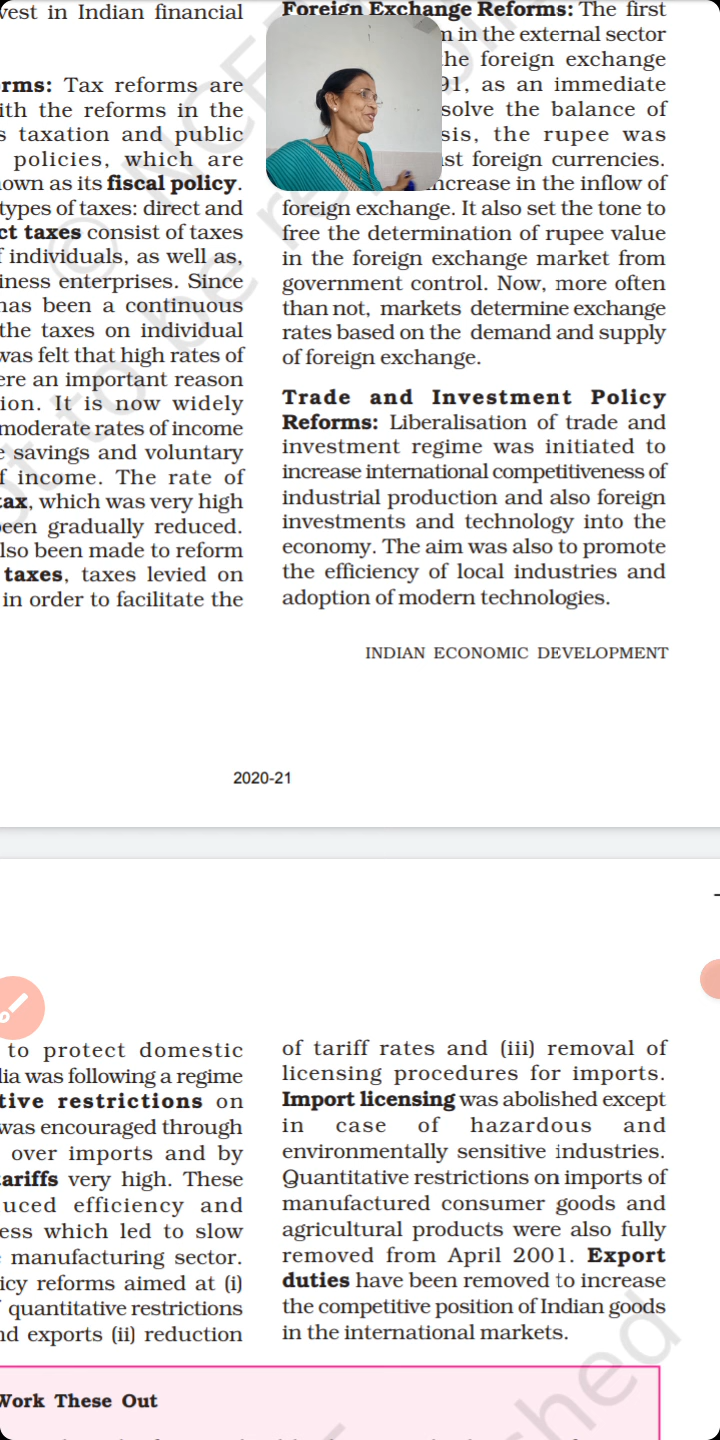 vest in Indian financial
rms: Tax reforms are
ith the reforms in the
s taxation and public
policies, which are
own as its fiscal policy.
types of taxes: direct and
ct taxes consist of taxes
f individuals, as well as,
iness enterprises. Since
has been a continuous
the taxes on individual
was felt that high rates of
ere an important reason
ion. It is now widely
moderate rates of income
e savings and voluntary
f income. The rate of
tax, which was very high
been gradually reduced.
lso been made to reform
taxes, taxes levied on
in order to facilitate the
Foreign Exchange Reforms: The first
m in the external sector
he foreign exchange
91, as an immediate
solve the balance of
sis, the rupee was
st foreign currencies.
ncrease in the inflow of
foreign exchange. It also set the tone to
free the determination of rupee value
in the foreign exchange market from
government control. Now, more often
than not, markets determine exchange
rates based on the demand and supply
of foreign exchange.
Trade and Investment Policy
Reforms: Liberalisation of trade and
investment regime was initiated to
increase international competitiveness of
industrial production and also foreign
investments and technology into the
economy. The aim was also to promote
the efficiency of local industries and
adoption of modern technologies.
INDIAN ECONOMIC DEVELOPMENT
2020-21
to protect domestic
dia was following a regime
tive restrictions on
was encouraged through
over imports and by
tariffs very high. These
uced efficiency and
ess which led to slow
manufacturing sector.
icy reforms aimed at (i)
f quantitative restrictions
nd exports (ii) reduction
of tariff rates and (iii) removal of
licensing procedures for imports.
Import licensing was abolished except
in case of hazardous and
environmentally sensitive industries.
Quantitative restrictions on imports of
manufactured consumer goods and
agricultural products were also fully
removed from April 2001. Export
duties have been removed to increase
the competitive position of Indian goods
in the international markets.
Work These Out